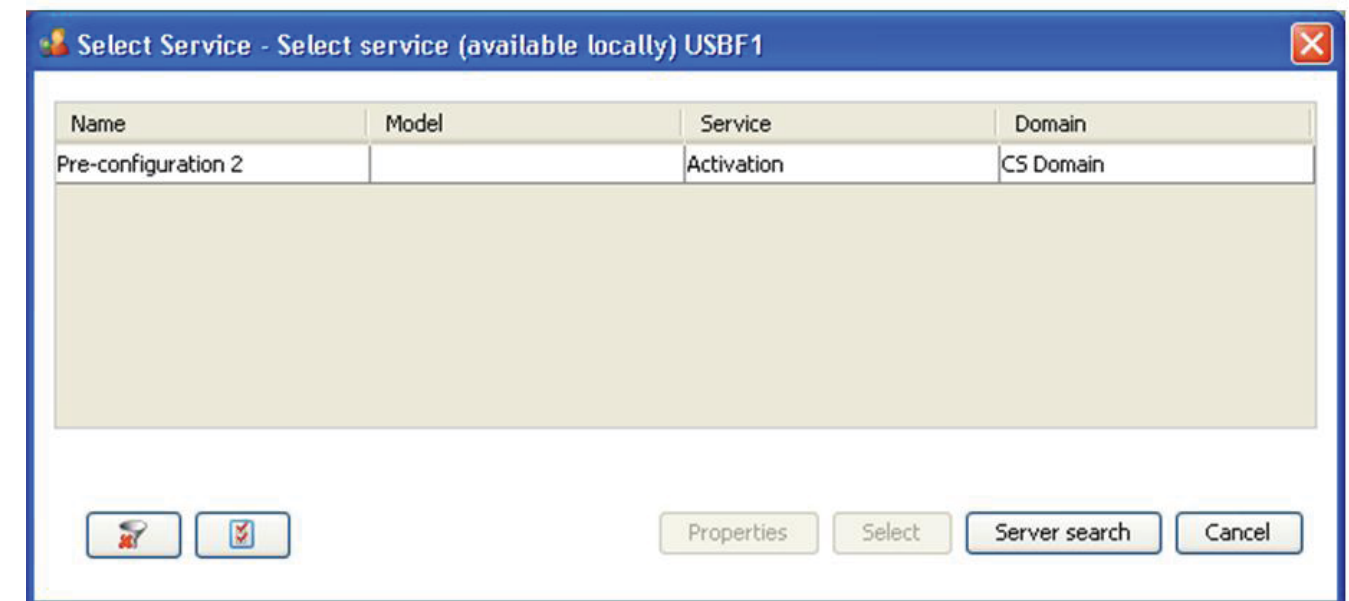 Select Service - Select service (available locally) USBF1
Name Model Service Domain
Pre-configuration 2 Activation CS Domain
Properties Select Server search Cancel